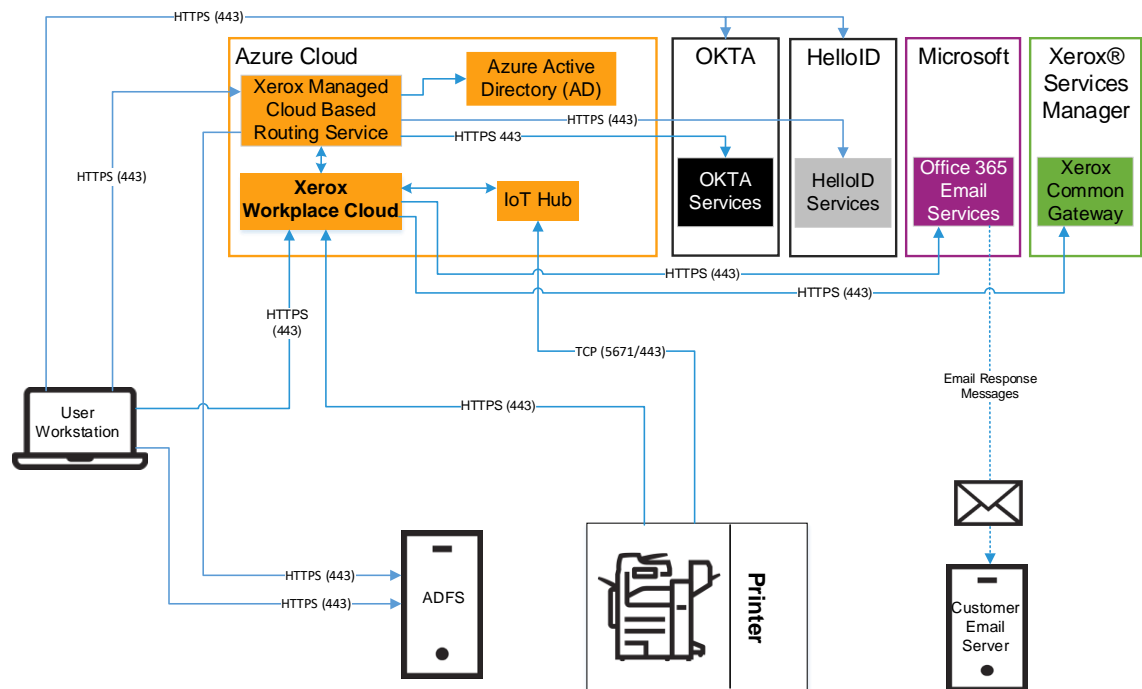 HTTPS (443)
Azure Cloud
OKTA
HelloID
Microsoft
Xerox®
Services
Manager
Xerox Managed
Cloud Based
Routing Service
Azure Active
Directory (AD)
HTTPS (443)
HTTPS 443
HTTPS (443)
Xerox
Workplace Cloud
IoT Hub
OKTA
Services
HelloID
Services
Office 365
Email
Services
Xerox
Common
Gateway
HTTPS (443)
HTTPS (443)
HTTPS
(443)
TCP (5671/443)
Email Response
Messages
User
Workstation
HTTPS (443)
HTTPS (443)
HTTPS (443)
ADFS
Printer
Customer
Email
Server